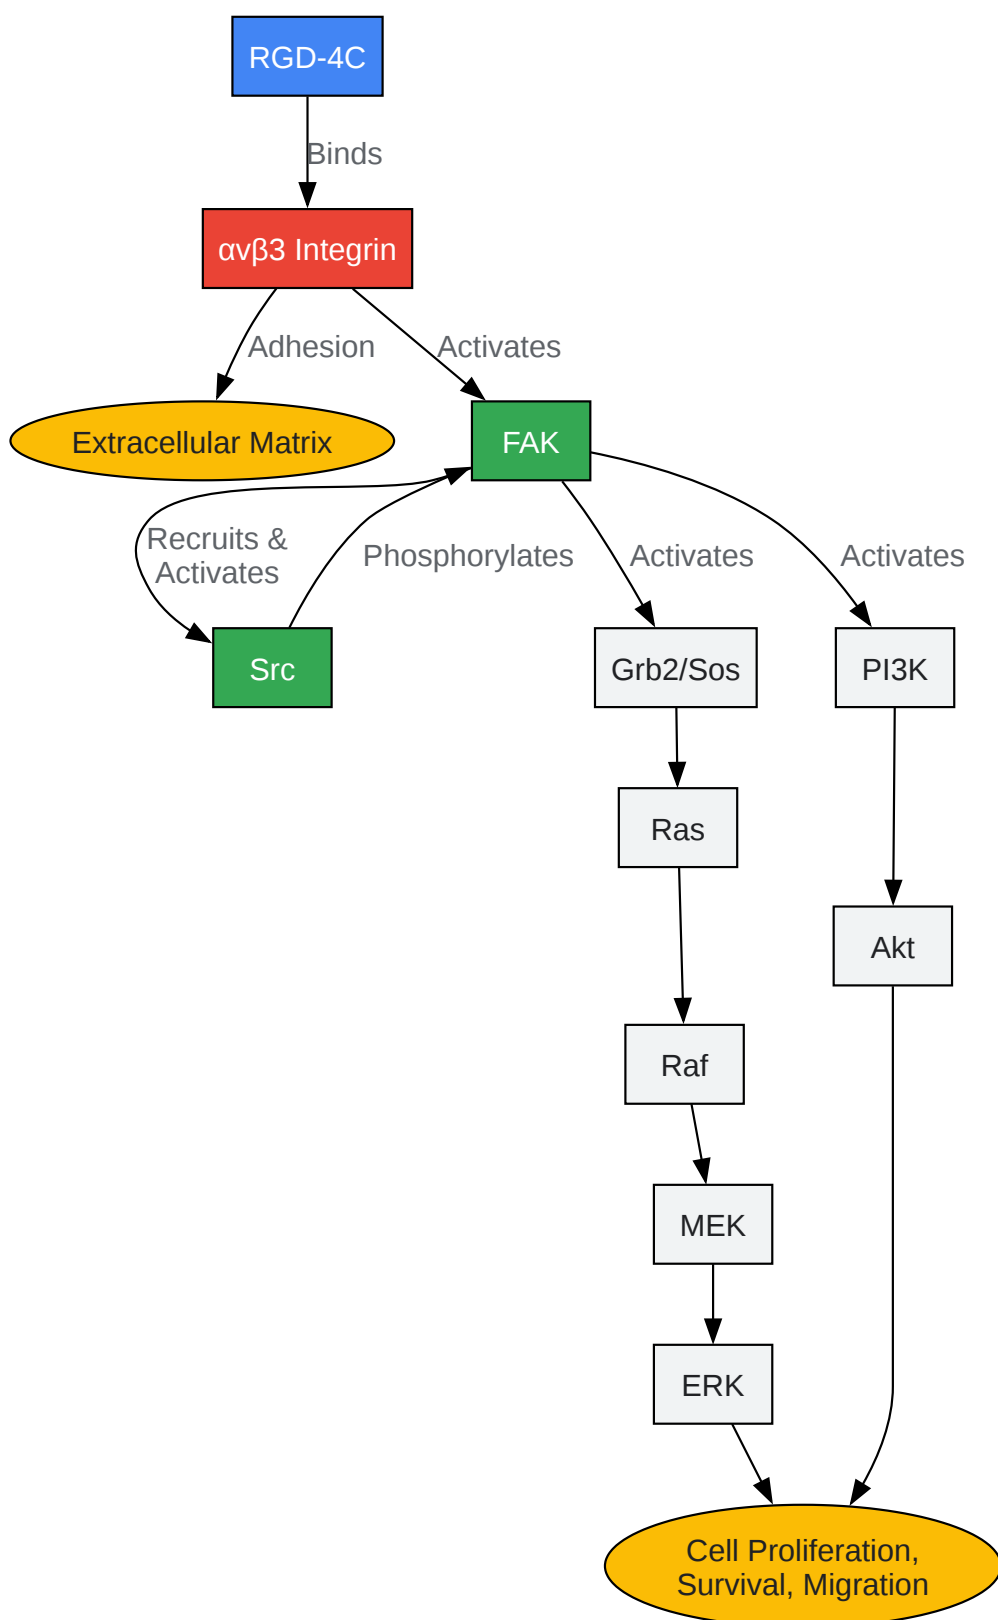 RGD-4C
Binds
αvβ3 Integrin
Adhesion
Activates
Extracellular Matrix
FAK
Recruits &
Activates
Phosphorylates
Activates
Activates
Src
Grb2/Sos
PI3K
Ras
Akt
Raf
MEK
ERK
Cell Proliferation,
Survival, Migration